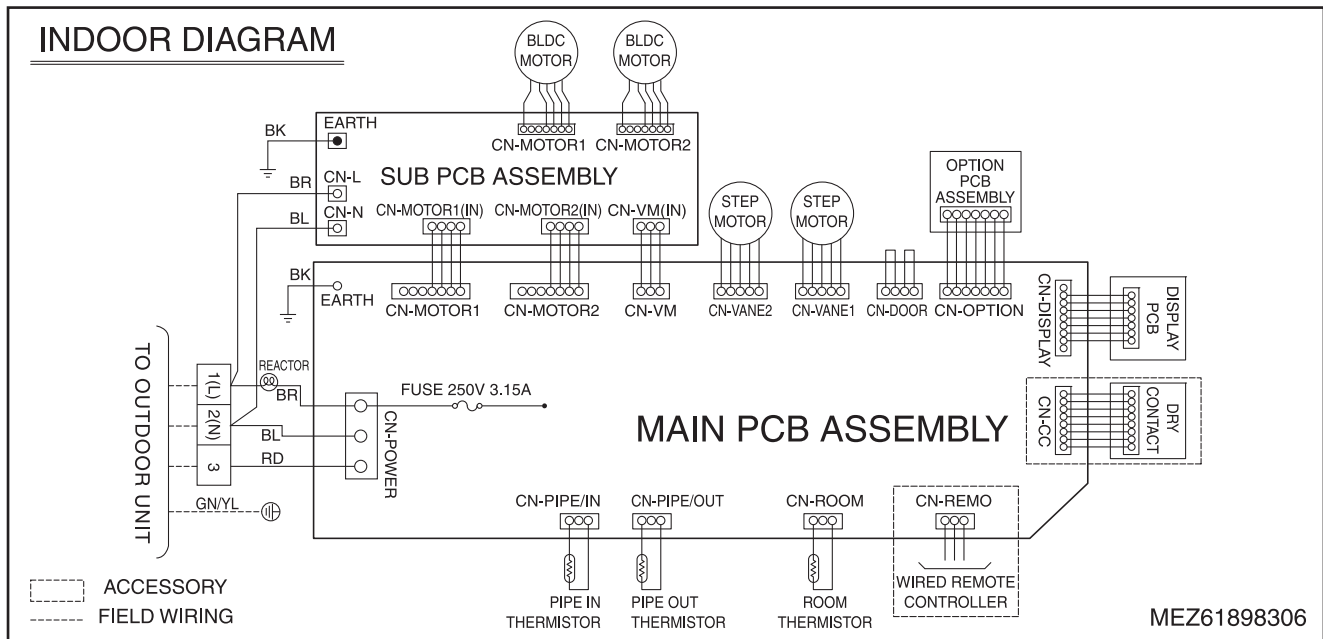 INDOOR DIAGRAM
BLDC
MOTOR
BLDC
MOTOR
EARTH
BK
CN-MOTOR1
CN-MOTOR2
CN-L
BR
SUB PCB ASSEMBLY
CN-N
BL
CN-MOTOR1(IN)
CN-MOTOR2(IN)
CN-VM(IN)
STEP
MOTOR
STEP
MOTOR
OPTION
PCB
ASSEMBLY
BK
EARTH
CN-MOTOR1
CN-MOTOR2
CN-VM
CN-VANE2
CN-VANE1
CN-DOOR
CN-OPTION
CN-DISPLAY
DISPLAY
PCB
TO OUTDOOR UNIT
1(L)
2(N)
3
REACTOR
BR
BL
RD
GN/YL
CN-POWER
FUSE 250V 3.15A
MAIN PCB ASSEMBLY
CN-CC
DRY
CONTACT
CN-PIPE/IN
CN-PIPE/OUT
CN-ROOM
CN-REMO
PIPE IN
THERMISTOR
PIPE OUT
THERMISTOR
ROOM
THERMISTOR
WIRED REMOTE
CONTROLLER
ACCESSORY
FIELD WIRING
MEZ61898306